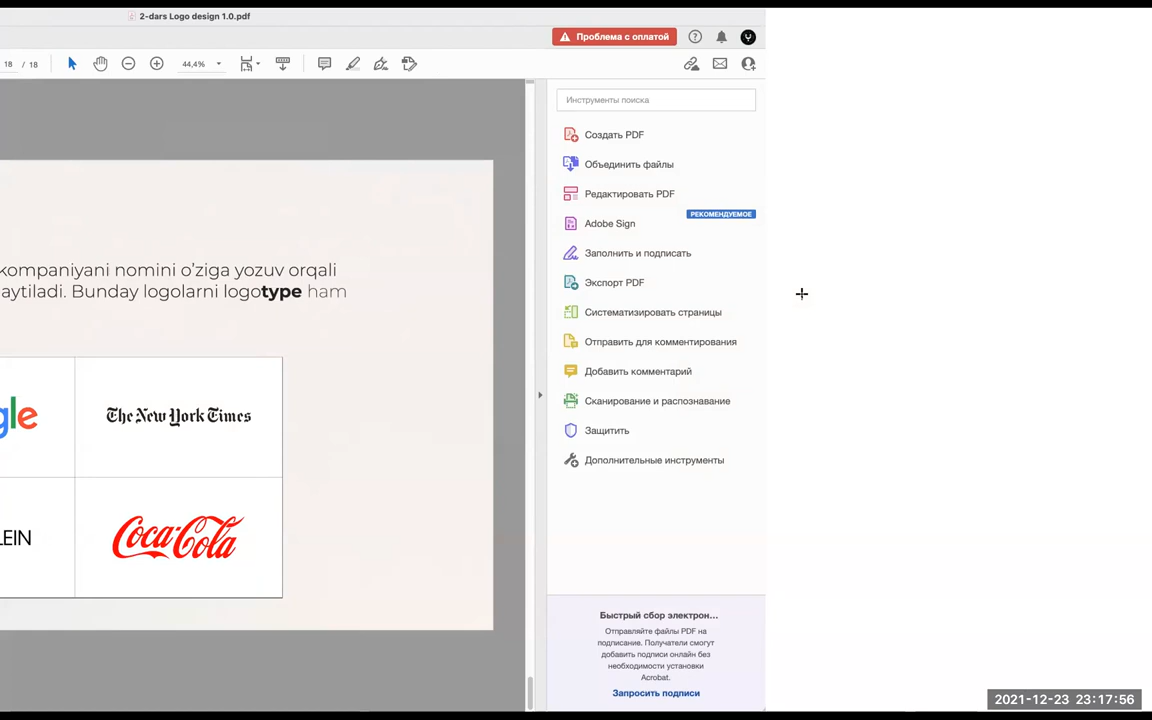 2-dars Logo design 1.0.pdf
Проблема с оплатой
18 / 18
44,4%
Инструменты поиска
Создать PDF
Объединить файлы
Редактировать PDF
РЕКОМЕНДУЕМОЕ
Adobe Sign
Заполнить и подписать
Экспорт PDF
Систематизировать страницы
Отправить для комментирования
Добавить комментарий
Сканирование и распознавание
Защитить
Дополнительные инструменты
kompaniyani nomini o'ziga yozuv orqali
aytiladi. Bunday logolarni logotype ham
gle
The New York Times
LEIN
Coca-Cola
Быстрый сбор электрон...
Отправляйте файлы PDF на
подписание. Получатели смогут
добавить подписи онлайн без
необходимости установки
Acrobat.
Запросить подписи
2021-12-23 23:17:56